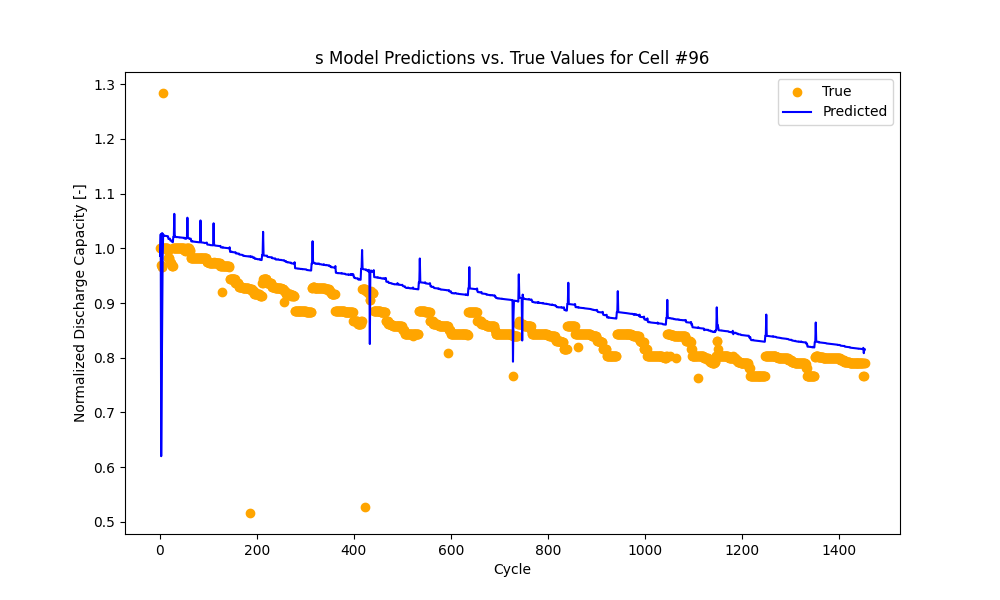 s Model Predictions vs. True Values for Cell #96
True
Predicted
Normalized Discharge Capacity [-]
1.3
1.2
1.1
1.0
0.9
0.8
0.7
0.6
0.5
0 200 400 600 800 1000 1200 1400
Cycle